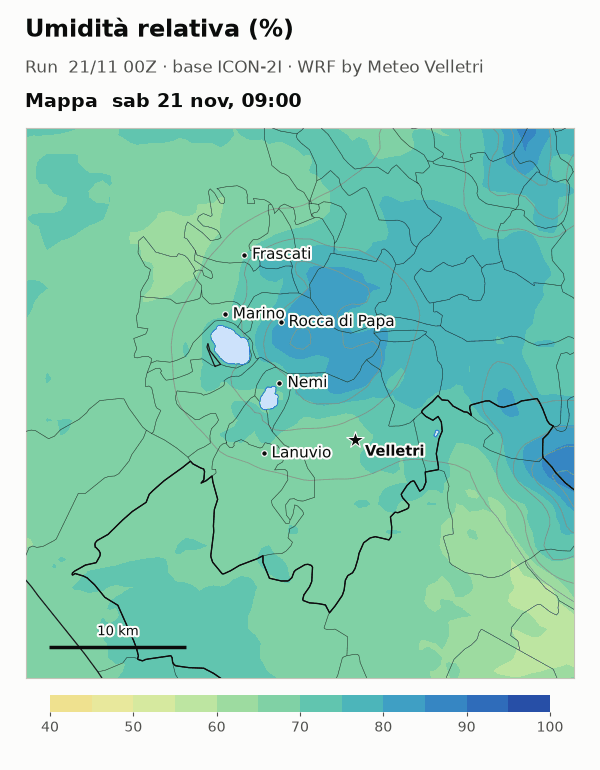 Umidità relativa (%)
Run  21/11 00Z · base ICON-2I · WRF by Meteo Velletri
Mappa  sab 21 nov, 09:00
Frascati
Marino
Rocca di Papa
Nemi
Velletri
Lanuvio
10 km
40 50 60 70 80 90 100